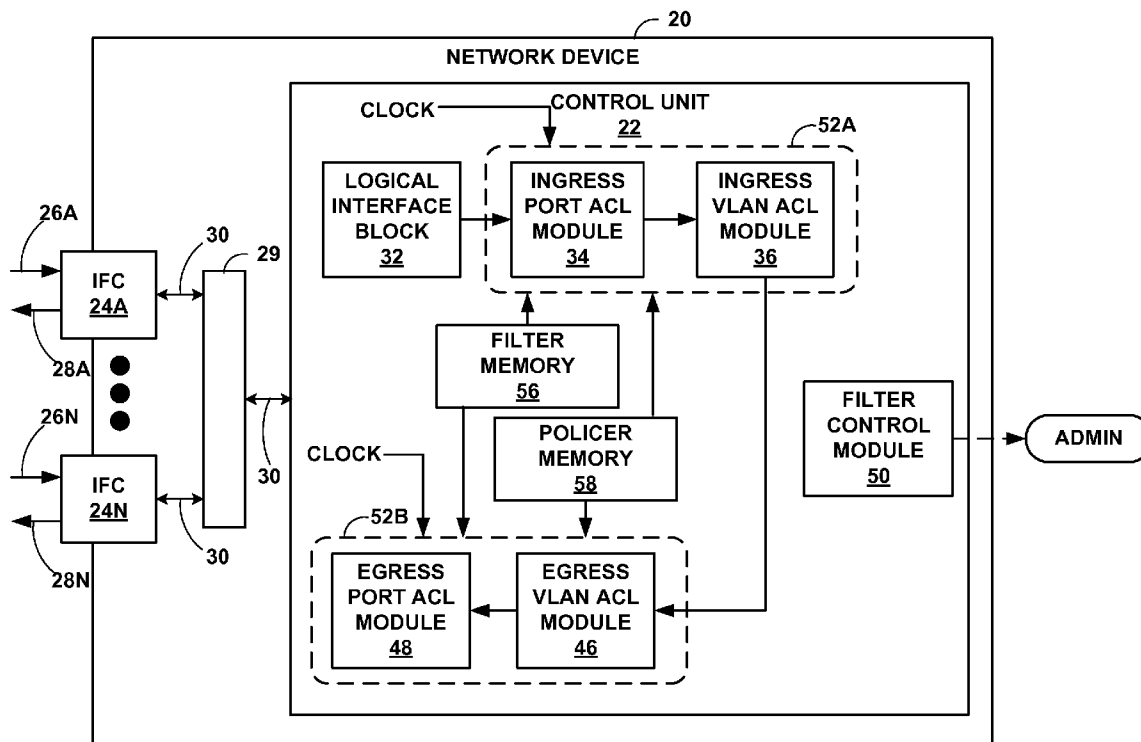 20
NETWORK DEVICE
CLOCK
CONTROL UNIT
22
52A
LOGICAL
INTERFACE
BLOCK
32
INGRESS
PORT ACL
MODULE
34
INGRESS
VLAN ACL
MODULE
36
26A
30
29
IFC
24A
28A
FILTER
MEMORY
56
26N
FILTER
CONTROL
MODULE
50
ADMIN
POLICER
MEMORY
58
CLOCK
30
IFC
24N
30
28N
52B
EGRESS
PORT ACL
MODULE
48
EGRESS
VLAN ACL
MODULE
46